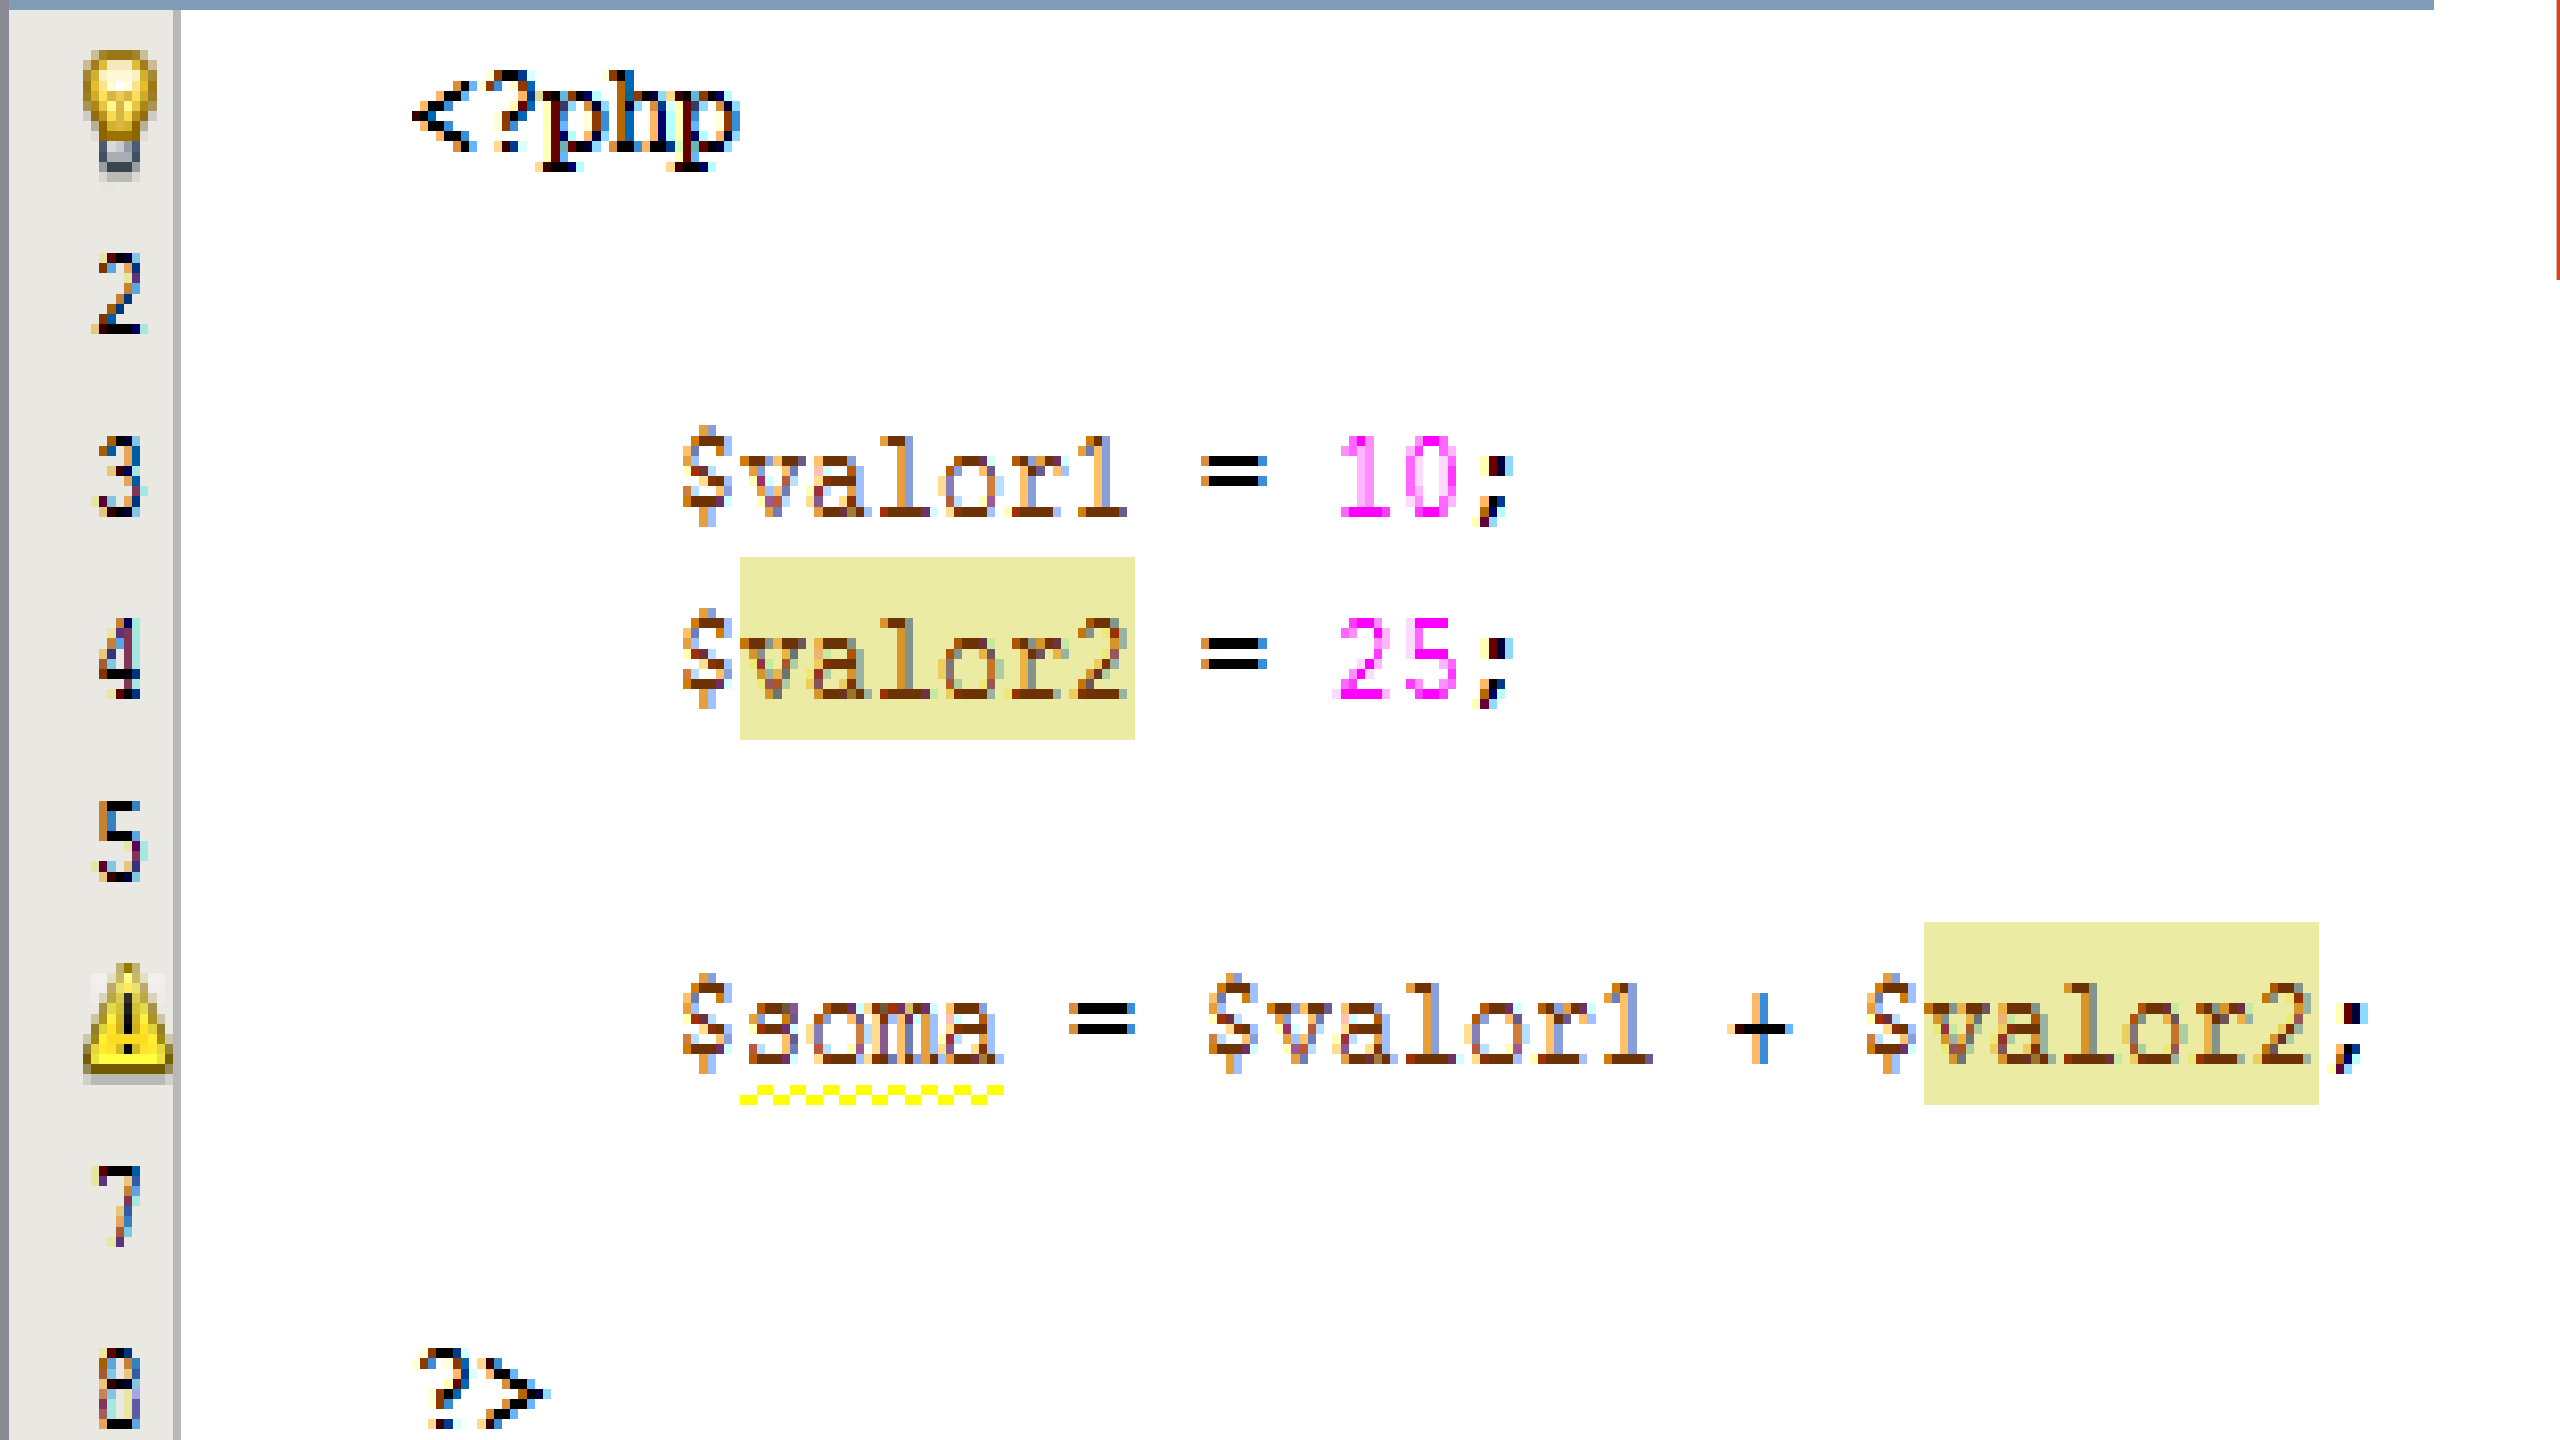 <?php
2
3 $valor1 = 10;
4 $valor2 = 25;
5
$soma = $valor1 + $valor2;
7
8 ?>